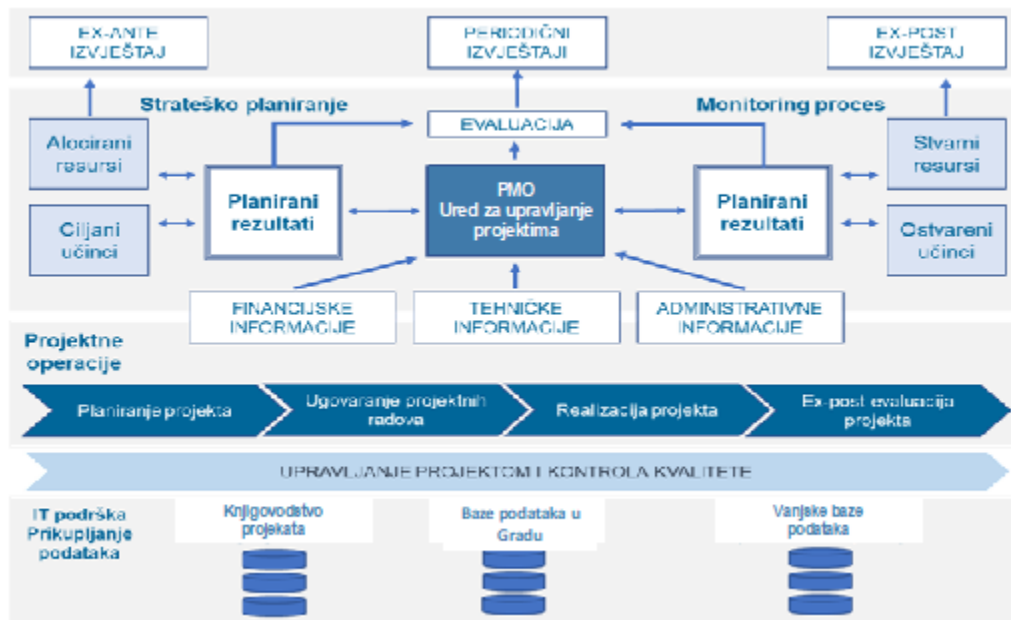 EX-ANTE
IZVJEŠTAJ
PERIODIČNI
IZVJEŠTAJI
EX-POST
IZVJEŠTAJ
Strateško planiranje
Monitoring proces
EVALUACIJA
Alocirani
resursi
Stvarni
resursi
Planirani
rezultati
PMO
Ured za upravljanje
projektima
Planirani
rezultati
Ciljani
učinci
Ostvareni
učinci
FINANCIJSKE
INFORMACIJE
TEHNIČKE
INFORMACIJE
ADMINISTRATIVNE
INFORMACIJE
Projektne
operacije
Planiranje projekta
Ugovaranje projektnih
radova
Realizacija projekta
Ex-post evaluacija
projekta
UPRAVLJANJE PROJEKTOM I KONTROLA KVALITETE
IT podrška
Prikupljanje
podataka
Knjigovodstvo
projekata
Baze podataka u
Gradu
Vanjske baze
podataka